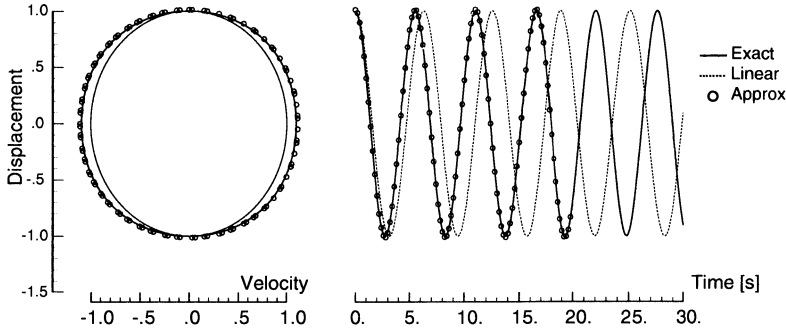 1.0
.5
.0
-.5
-1.0
-1.5
Displacement
Velocity
-1.0 -.5 .0 .5 1.0
Exact
Linear
Approx
Time [s]
0. 5. 10. 15. 20. 25. 30.